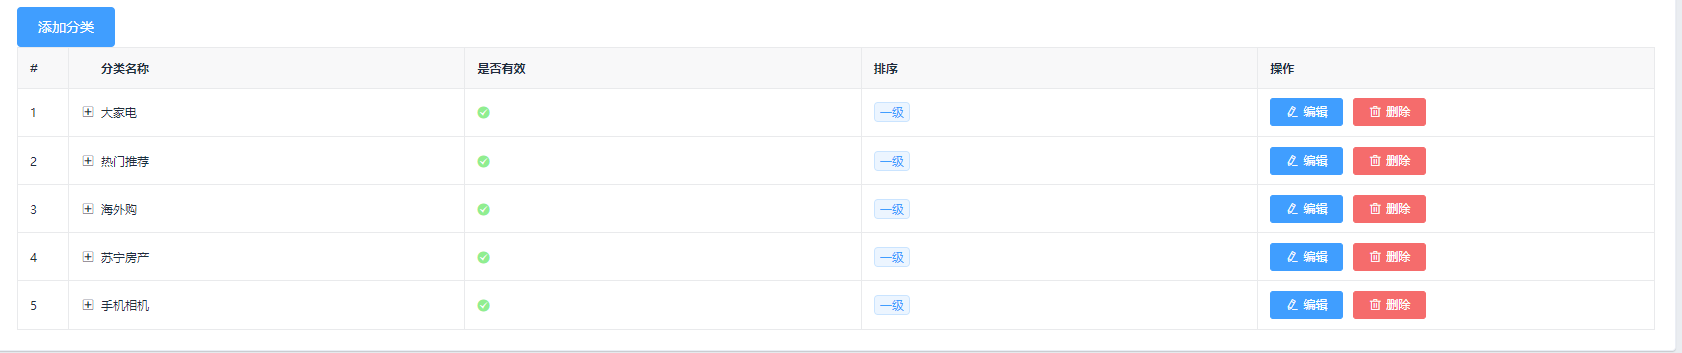 添加分类
# 分类名称 是否有效 排序 操作
1 大家电 一级 编辑 删除
2 热门推荐 一级 编辑 删除
3 海外购 一级 编辑 删除
4 苏宁房产 一级 编辑 删除
5 手机相机 一级 编辑 删除